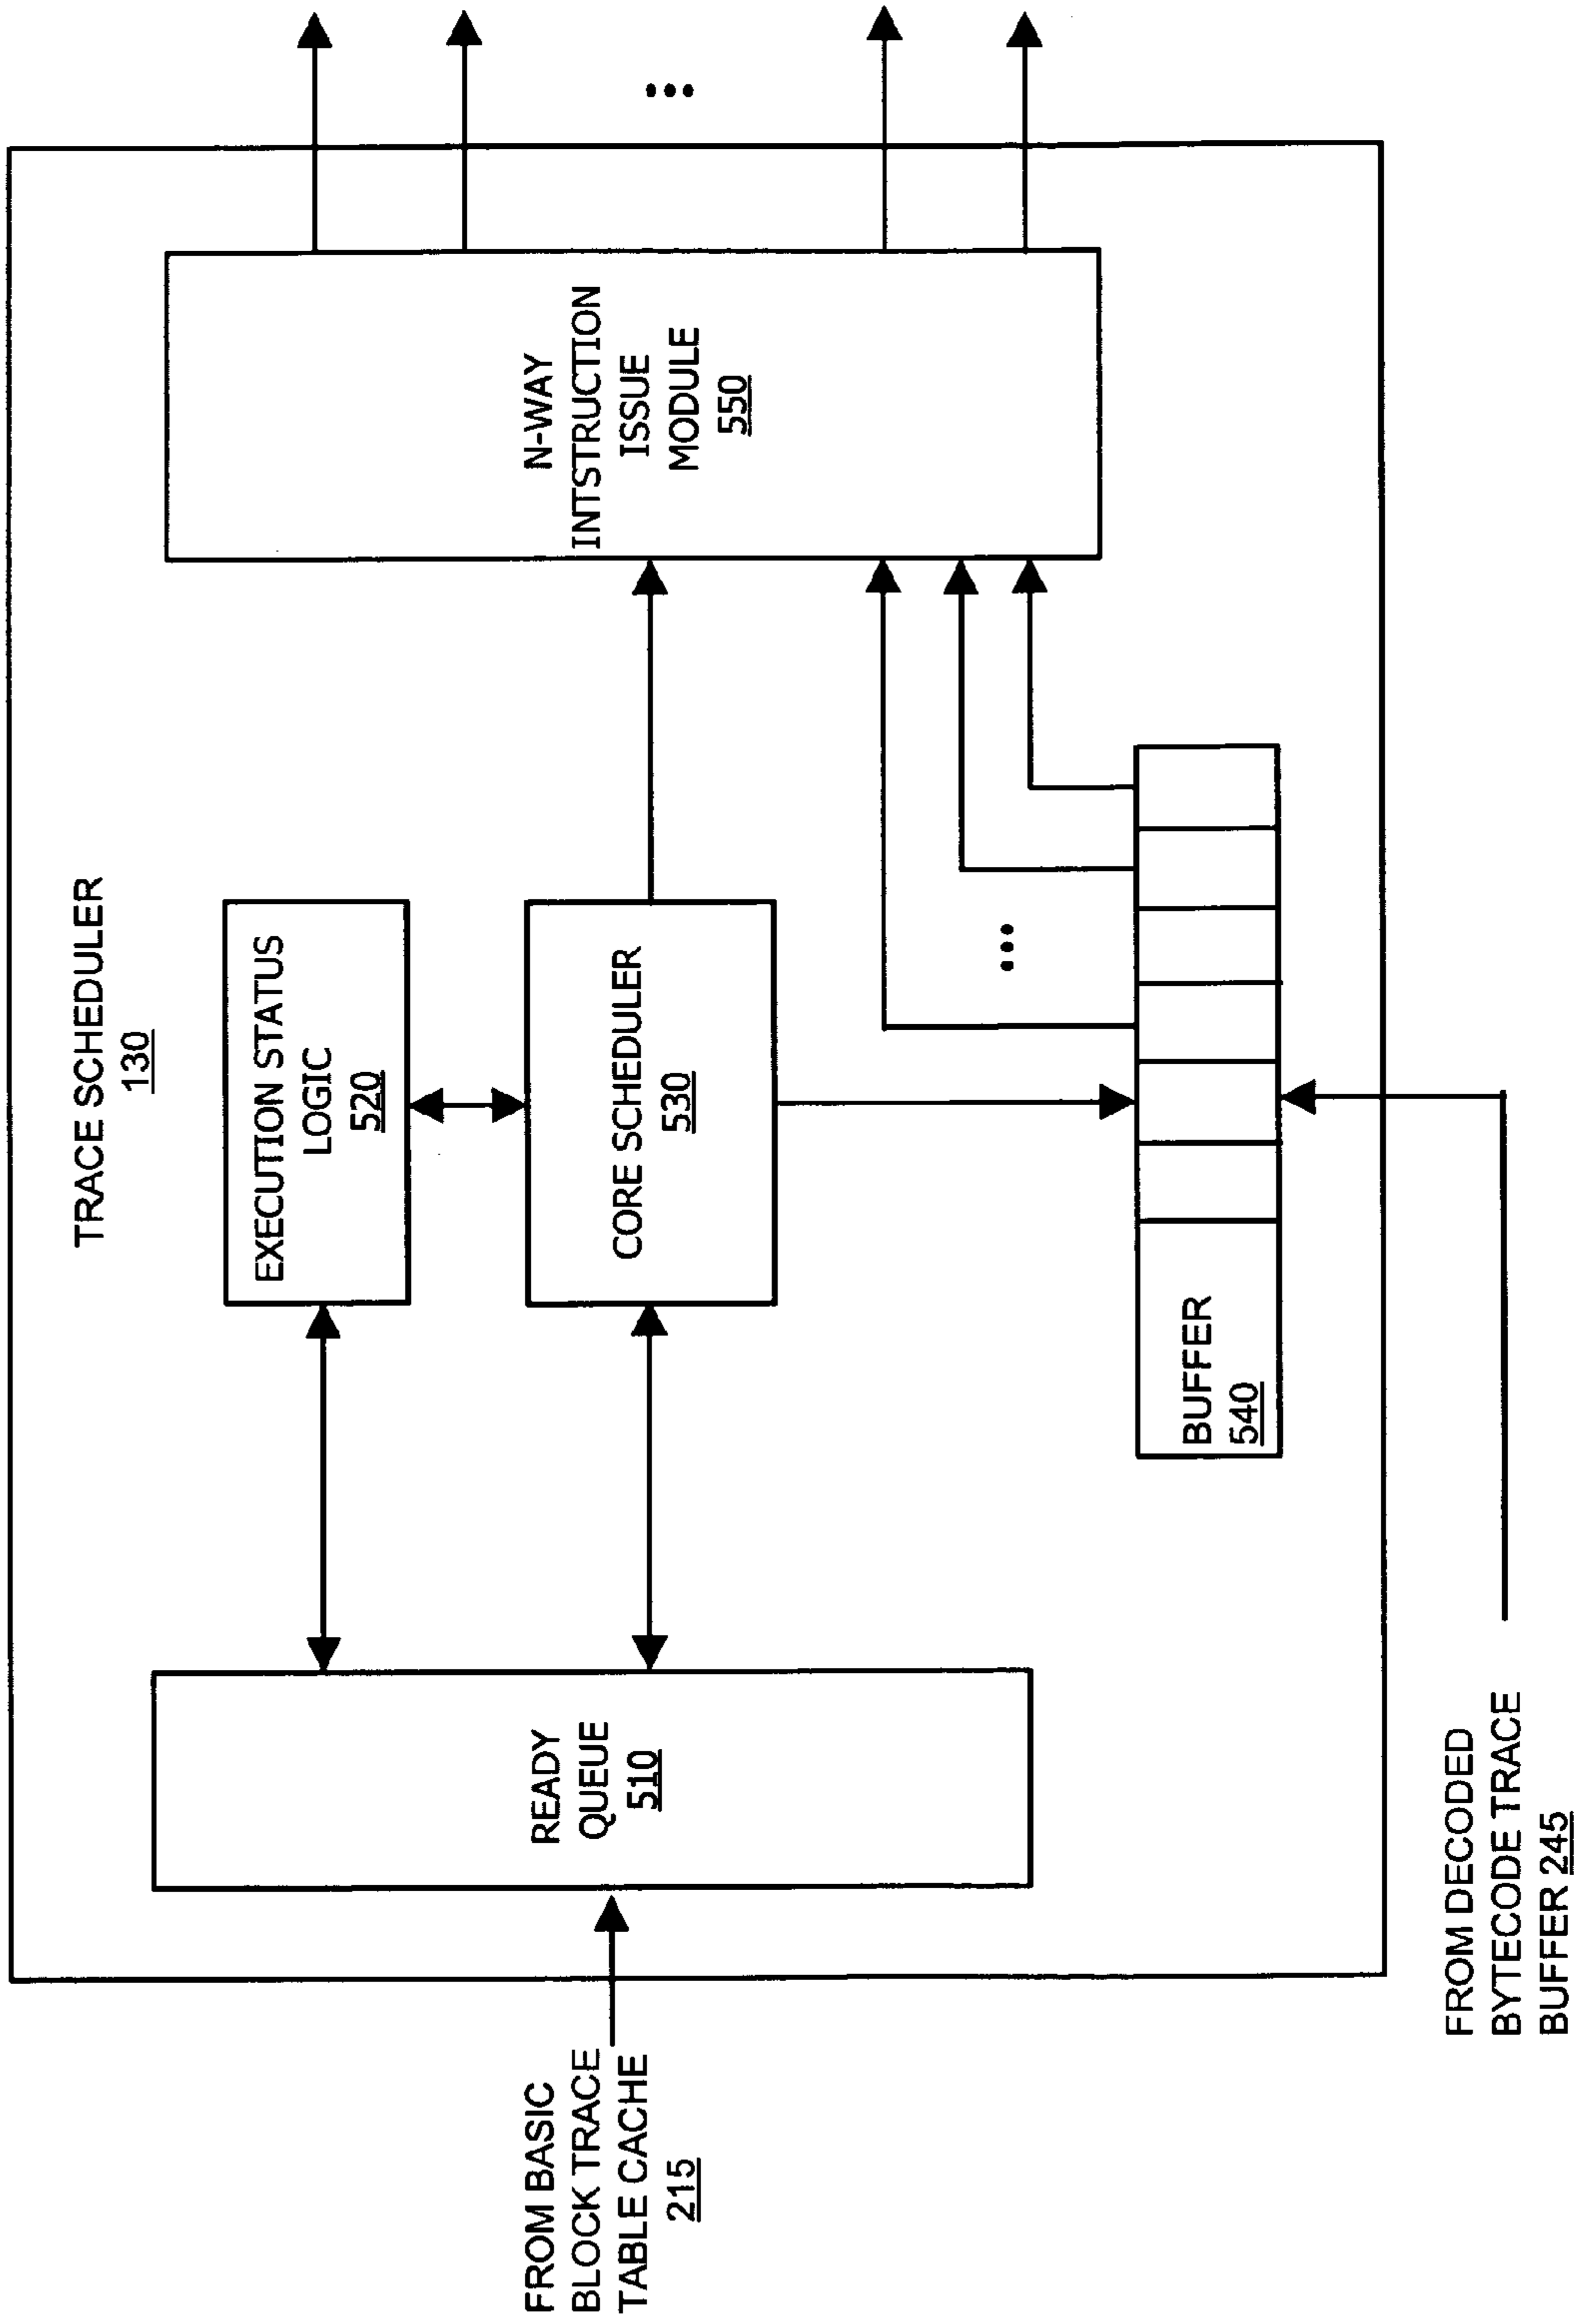 TRACE SCHEDULER
130
EXECUTION STATUS
LOGIC
520
CORE SCHEDULER
530
READY
QUEUE
510
N-WAY
INTSTRUCTION
ISSUE
MODULE
550
BUFFER
540
FROM BASIC
BLOCK TRACE
TABLE CACHE
215
FROM DECODED
BYTECODE TRACE
BUFFER 245